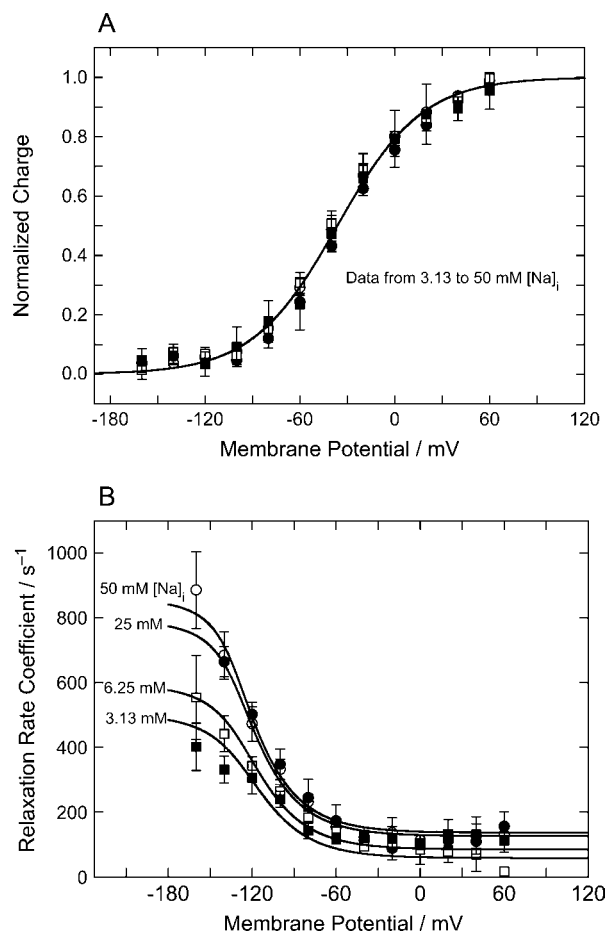 A
1.0
0.8
0.6
0.4
0.2
0.0
Normalized Charge
Data from 3.13 to 50 mM [Na]i
-180 -120 -60 0 60 120
Membrane Potential / mV
B
1000
800
600
400
200
0
Relaxation Rate Coefficient / s⁻¹
50 mM [Na]i
25 mM
6.25 mM
3.13 mM
-180 -120 -60 0 60 120
Membrane Potential / mV